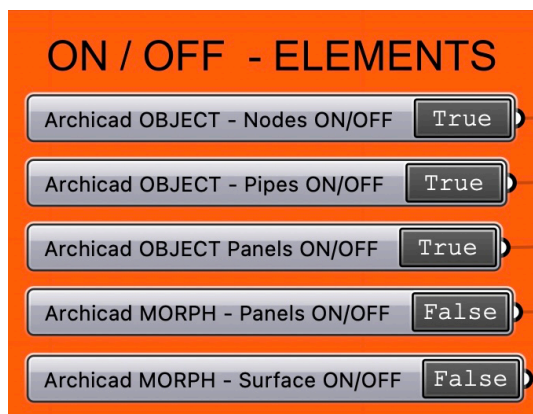 ON / OFF - ELEMENTS
Archicad OBJECT - Nodes ON/OFF True
Archicad OBJECT - Pipes ON/OFF True
Archicad OBJECT Panels ON/OFF True
Archicad MORPH - Panels ON/OFF False
Archicad MORPH - Surface ON/OFF False